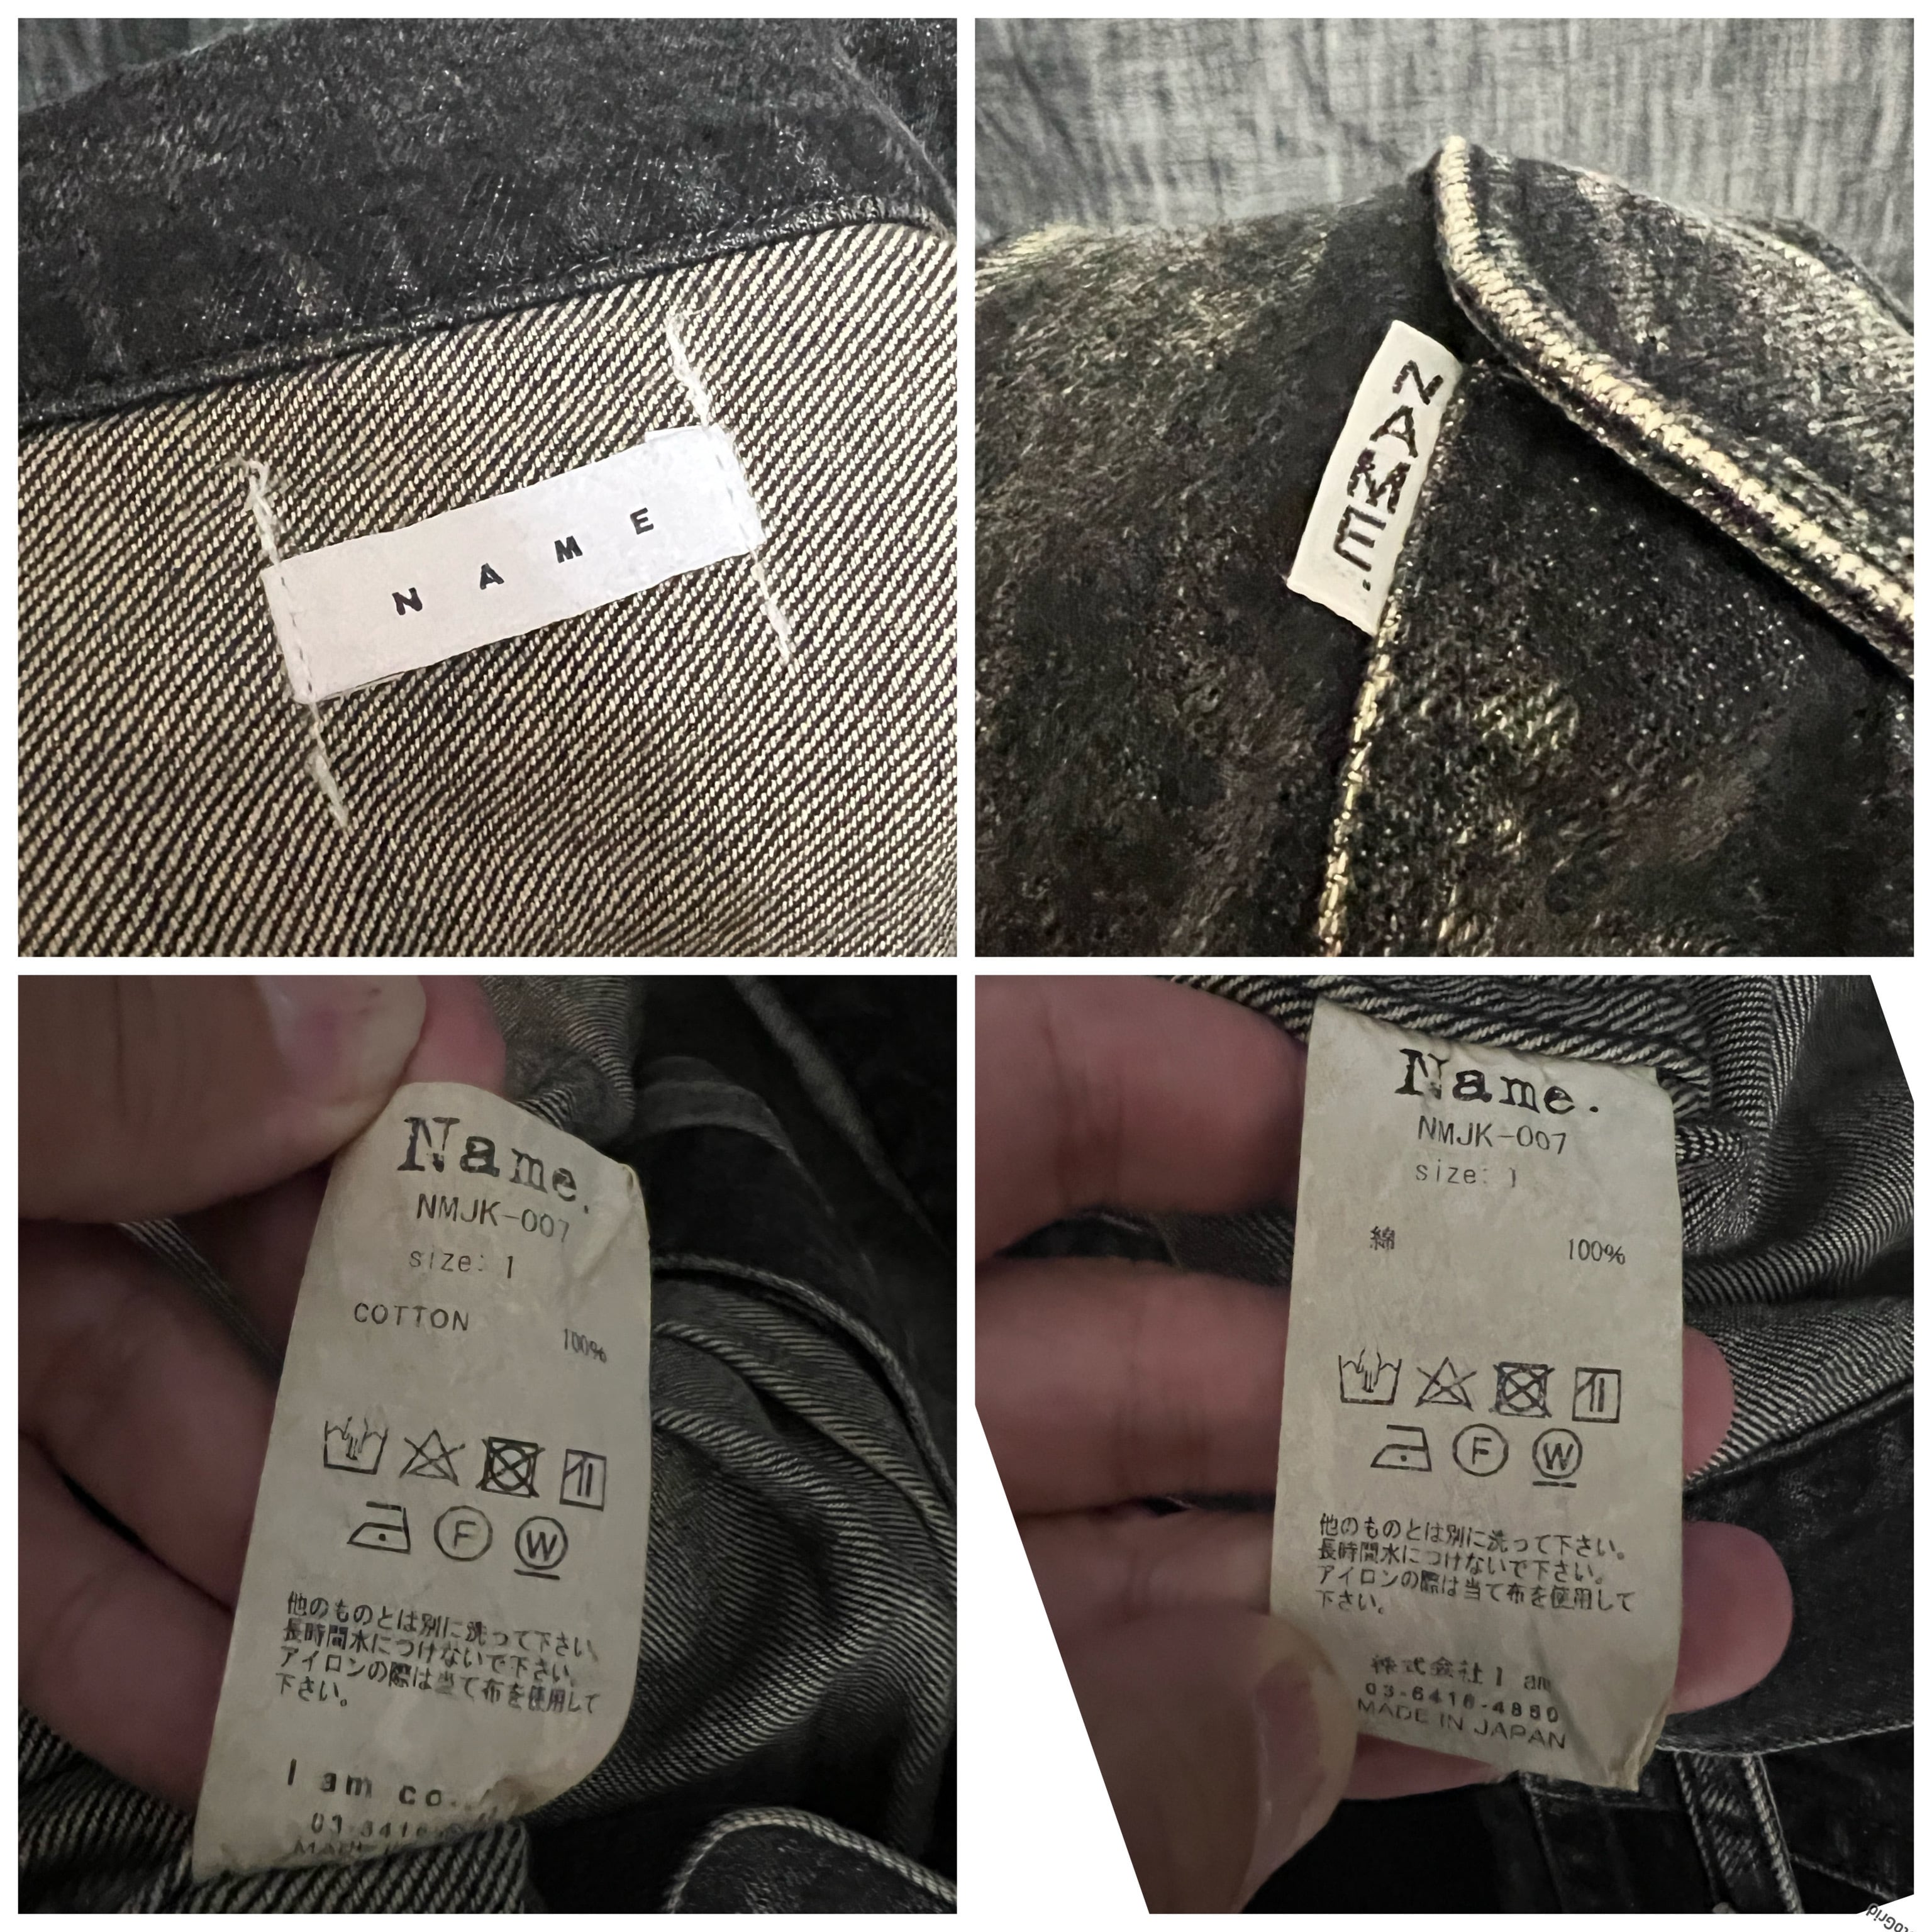 NAME
NAME.
Name.
NMJK-007
size: 1
COTTON 100%
F W
他のものとは別に洗って下さい。
長時間水につけないで下さい。
アイロンの際は当て布を使用して
下さい。
I am co.
Name.
NMJK-007
size: 1
綿 100%
F W
他のものとは別に洗って下さい。
長時間水につけないで下さい。
アイロンの際は当て布を使用して
下さい。
株式会社I am
03-6416-4880
MADE IN JAPAN